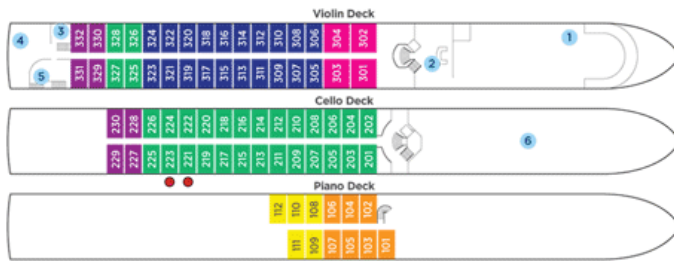 Violin Deck
3 1
332 330 328 326 324 322 320 318 316 314 312 310 308 306 304 302
4 2
331 329 327 325 323 321 319 317 315 313 311 309 307 305 303 301
5
Cello Deck
230 228 226 224 222 220 218 216 214 212 210 208 206 204 202
6
229 227 225 223 221 219 217 215 213 211 209 207 205 203 201
Piano Deck
112 110 108 106 104 102
111 109 107 105 103 101